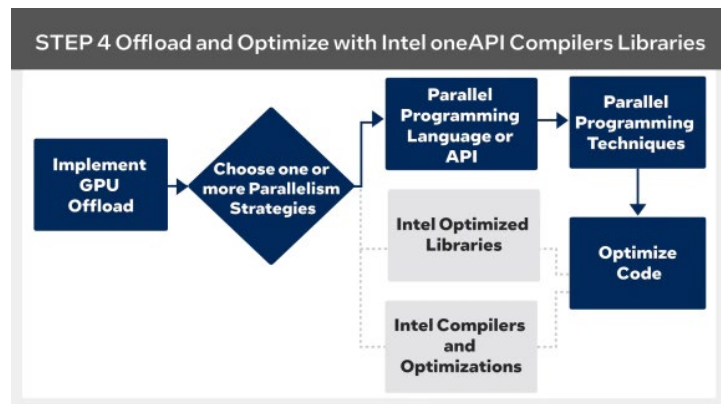 STEP 4 Offload and Optimize with Intel oneAPI Compilers Libraries
Implement
GPU
Offload
Choose one or
more Parallelism
Strategies
Parallel
Programming
Language or
API
Parallel
Programming
Techniques
Intel Optimized
Libraries
Optimize
Code
Intel Compilers
and
Optimizations